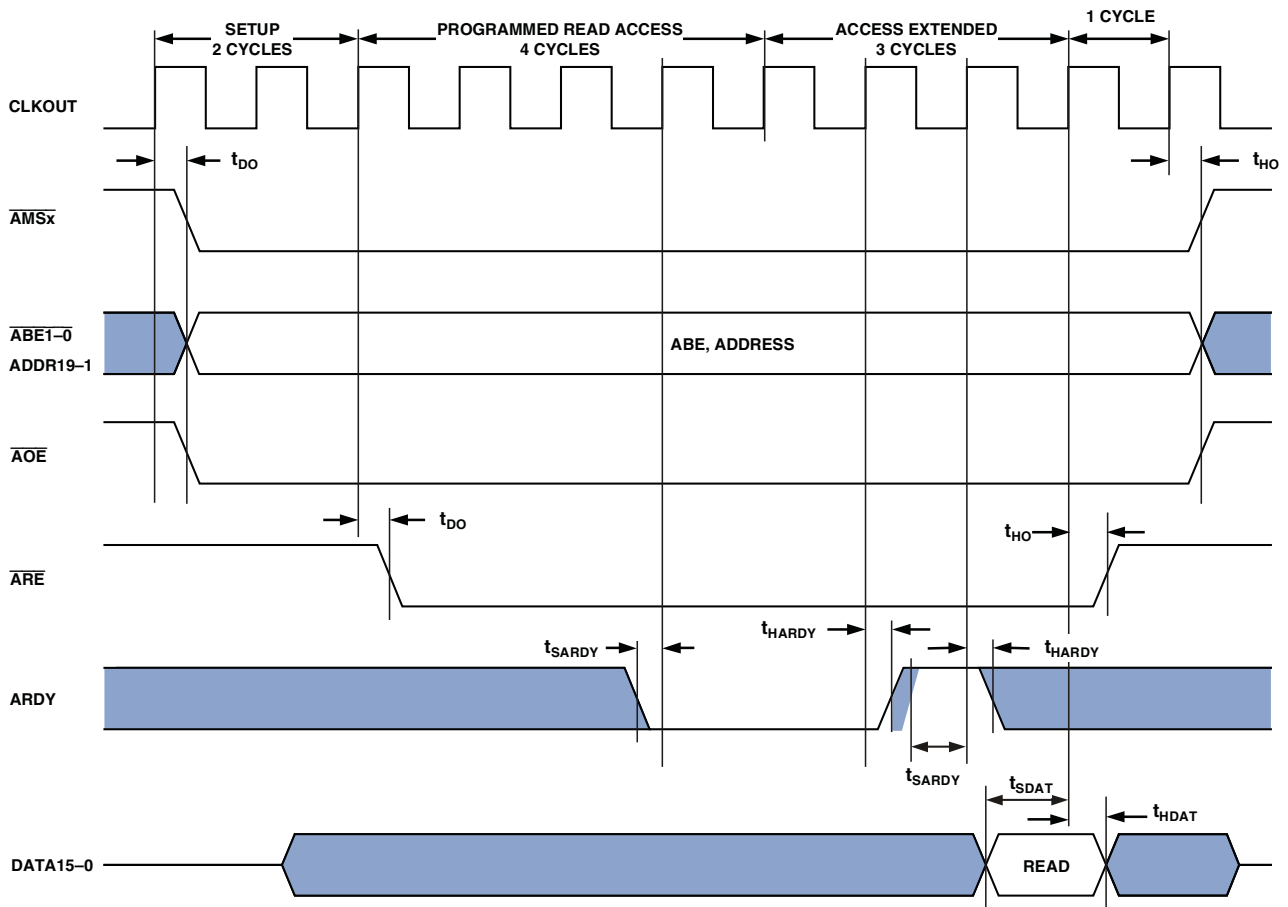 SETUP
2 CYCLES
PROGRAMMED READ ACCESS
4 CYCLES
ACCESS EXTENDED
3 CYCLES
1 CYCLE
CLKOUT
tDO
tHO
AMSx
ABE1–0
ADDR19–1
ABE, ADDRESS
AOE
tDO
tHO
ARE
tSARDY
tHARDY
tHARDY
ARDY
tSARDY
tSDAT
tHDAT
DATA15–0
READ